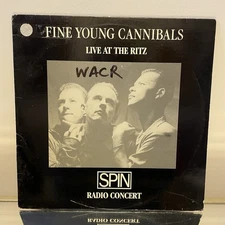 FINE YOUNG CANNIBALS
LIVE AT THE RITZ
WACR
SPIN
RADIO CONCERT
RADIO CONCERT